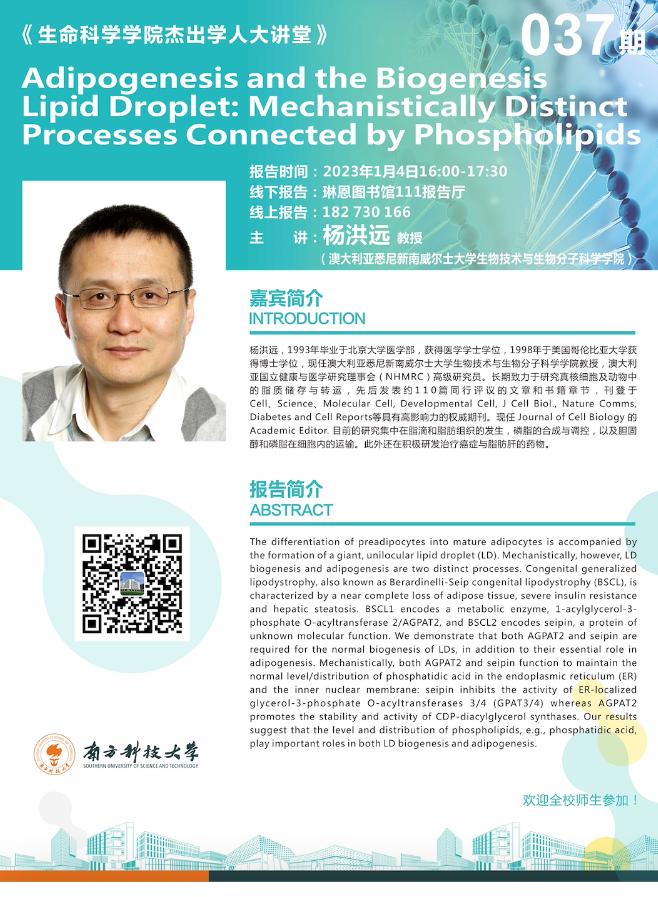 《生命科学学院杰出学人大讲堂》
037期
Adipogenesis and the Biogenesis
Lipid Droplet: Mechanistically Distinct
Processes Connected by Phospholipids
报告时间：2023年1月4日16:00-17:30
线下报告：琳恩图书馆111报告厅
线上报告：182 730 166
主 讲：杨洪远 教授
（澳大利亚悉尼新南威尔士大学生物技术与生物分子科学学院）
嘉宾简介
INTRODUCTION
杨洪远，1993年毕业于北京大学医学部，获得医学学士学位，1998年于美国哥伦比亚大学获
得博士学位，现任澳大利亚悉尼新南威尔士大学生物技术与生物分子科学学院教授，澳大利
亚国立健康与医学研究理事会（NHMRC）高级研究员。长期致力于研究真核细胞及动物中
的脂质储存与转运，先后发表约110篇同行评议的文章和书籍章节，刊登于
Cell、Science、Molecular Cell, Developmental Cell, J Cell Biol., Nature Comms,
Diabetes and Cell Reports等具有高影响力的权威期刊。现任 Journal of Cell Biology 的
Academic Editor. 目前的研究集中在脂滴和脂肪组织的发生，磷脂的合成与调控，以及胆固
醇和磷脂在细胞内的运输。此外还在积极研发治疗癌症与脂肪肝的药物。
报告简介
ABSTRACT
The differentiation of preadipocytes into mature adipocytes is accompanied by
the formation of a giant, unilocular lipid droplet (LD). Mechanistically, however, LD
biogenesis and adipogenesis are two distinct processes. Congenital generalized
lipodystrophy, also known as Berardinelli-Seip congenital lipodystrophy (BSCL), is
characterized by a near complete loss of adipose tissue, severe insulin resistance
and hepatic steatosis. BSCL1 encodes a metabolic enzyme, 1-acylglycerol-3-
phosphate O-acyltransferase 2/AGPAT2, and BSCL2 encodes seipin, a protein of
unknown molecular function. We demonstrate that both AGPAT2 and seipin are
required for the normal biogenesis of LDs, in addition to their essential role in
adipogenesis. Mechanistically, both AGPAT2 and seipin function to maintain the
normal level/distribution of phosphatidic acid in the endoplasmic reticulum (ER)
and the inner nuclear membrane: seipin inhibits the activity of ER-localized
glycerol-3-phosphate O-acyltransferases 3/4 (GPAT3/4) whereas AGPAT2
promotes the stability and activity of CDP-diacylglycerol synthases. Our results
suggest that the level and distribution of phospholipids, e.g., phosphatidic acid,
play important roles in both LD biogenesis and adipogenesis.
南方科技大学
SOUTHERN UNIVERSITY OF SCIENCE AND TECHNOLOGY
欢迎全校师生参加！